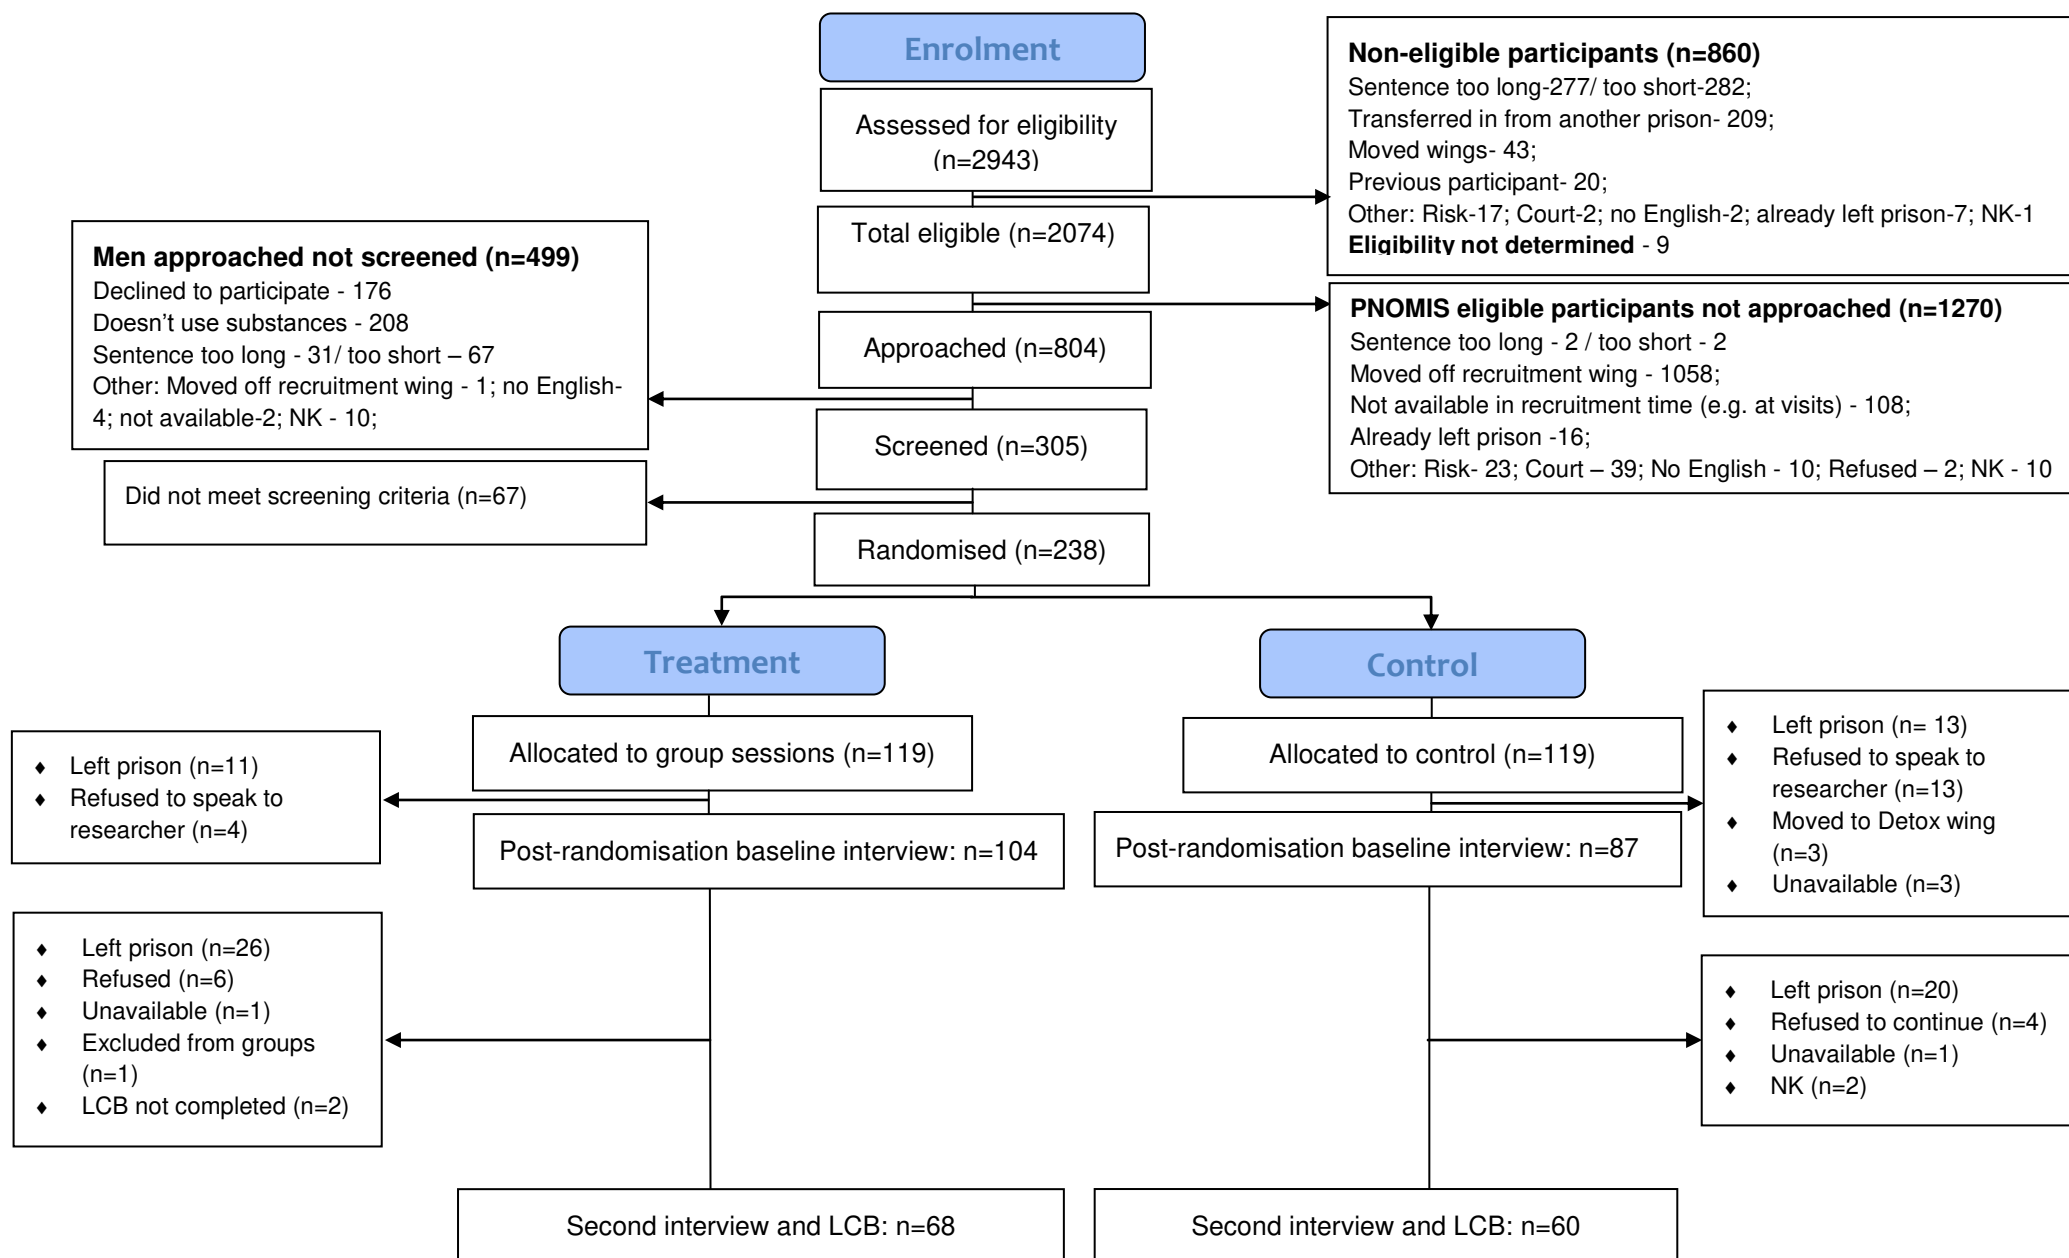 Enrolment
Assessed for eligibility
(n=2943)
Non-eligible participants (n=860)
Sentence too long-277/ too short-282;
Transferred in from another prison- 209;
Moved wings- 43;
Previous participant- 20;
Other: Risk-17; Court-2; no English-2; already left prison-7; NK-1
Eligibility not determined - 9
Total eligible (n=2074)
PNOMIS eligible participants not approached (n=1270)
Sentence too long - 2 / too short - 2
Moved off recruitment wing - 1058;
Not available in recruitment time (e.g. at visits) - 108;
Already left prison -16;
Other: Risk- 23; Court – 39; No English - 10; Refused – 2; NK - 10
Approached (n=804)
Men approached not screened (n=499)
Declined to participate - 176
Doesn’t use substances - 208
Sentence too long - 31/ too short – 67
Other: Moved off recruitment wing - 1; no English-
4; not available-2; NK - 10;
Screened (n=305)
Did not meet screening criteria (n=67)
Randomised (n=238)
Treatment
Allocated to group sessions (n=119)
♦ Left prison (n=11)
♦ Refused to speak to
researcher (n=4)
Post-randomisation baseline interview: n=104
♦ Left prison (n=26)
♦ Refused (n=6)
♦ Unavailable (n=1)
♦ Excluded from groups
(n=1)
♦ LCB not completed (n=2)
Second interview and LCB: n=68
Control
Allocated to control (n=119)
♦ Left prison (n= 13)
♦ Refused to speak to
researcher (n=13)
♦ Moved to Detox wing
(n=3)
♦ Unavailable (n=3)
Post-randomisation baseline interview: n=87
♦ Left prison (n=20)
♦ Refused to continue (n=4)
♦ Unavailable (n=1)
♦ NK (n=2)
Second interview and LCB: n=60